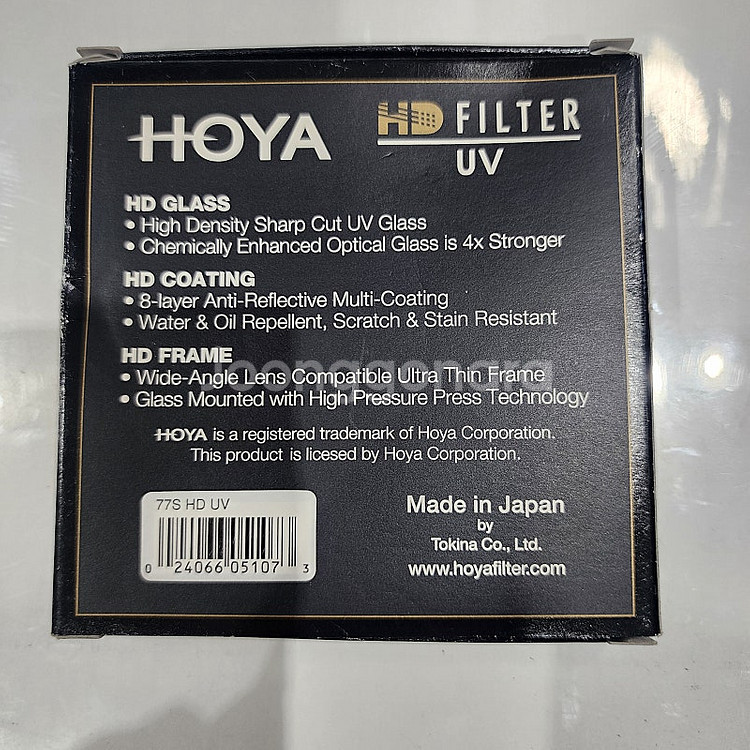 HOYA
HD FILTER
UV
HD GLASS
• High Density Sharp Cut UV Glass
• Chemically Enhanced Optical Glass is 4x Stronger
HD COATING
• 8-layer Anti-Reflective Multi-Coating
• Water & Oil Repellent, Scratch & Stain Resistant
HD FRAME
• Wide-Angle Lens Compatible Ultra Thin Frame
• Glass Mounted with High Pressure Press Technology
HOYA is a registered trademark of Hoya Corporation.
This product is licesed by Hoya Corporation.
77S HD UV
0 24066 05107 3
Made in Japan
by
Tokina Co., Ltd.
www.hoyafilter.com